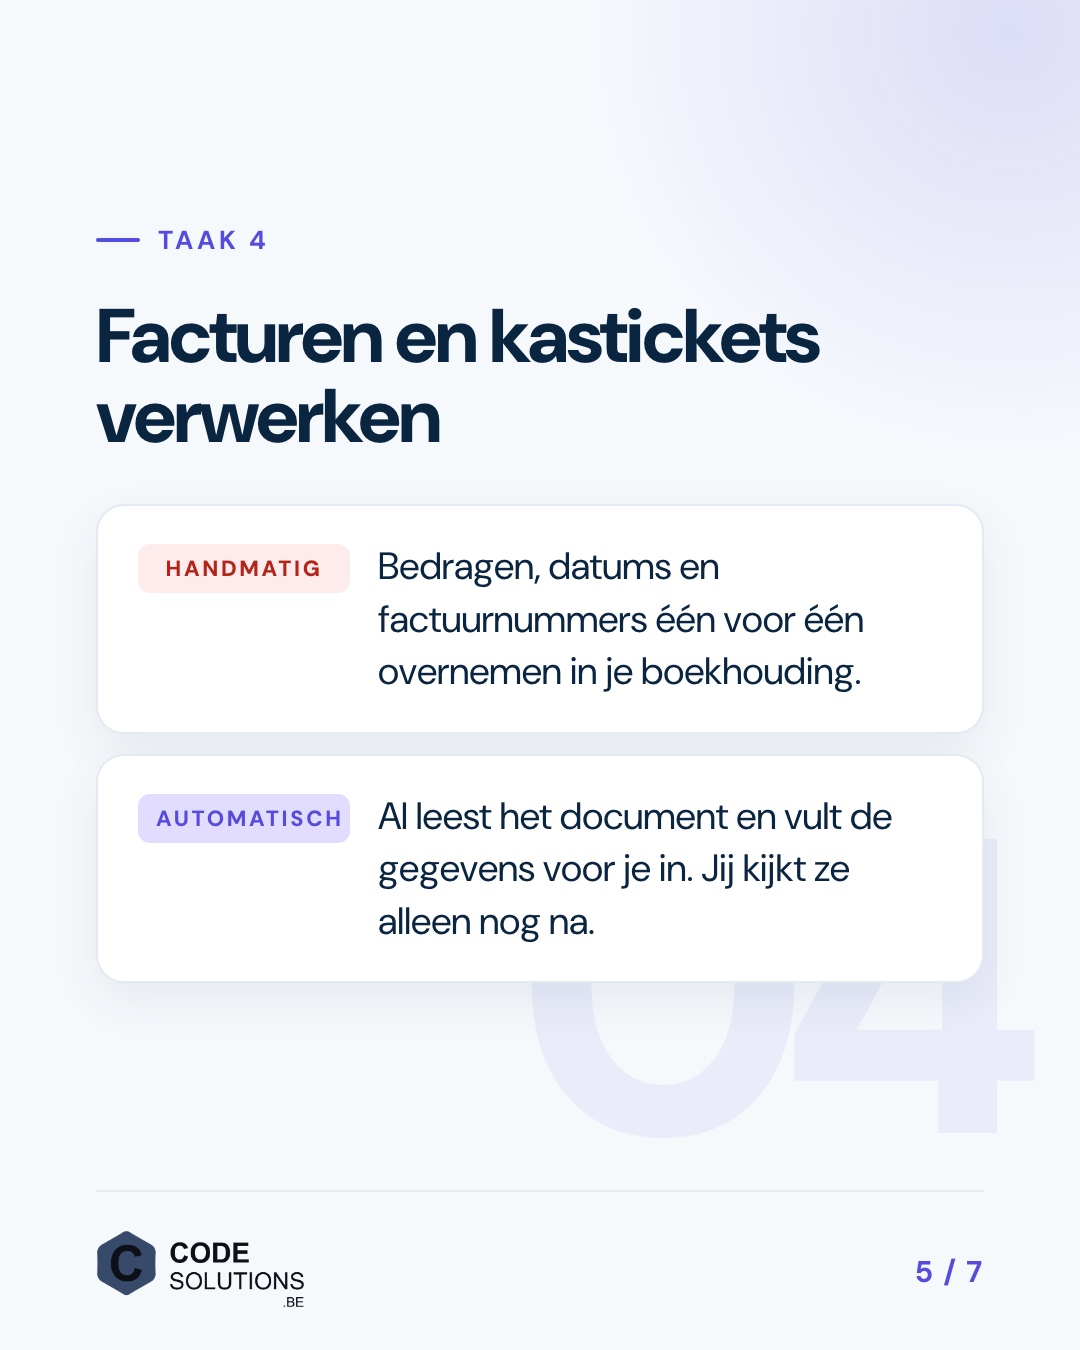 TAAK 4
Facturen en kastickets
verwerken
HANDMATIG
Bedragen, datums en
factuurnummers één voor één
overnemen in je boekhouding.
AUTOMATISCH
AI leest het document en vult de
gegevens voor je in. Jij kijkt ze
alleen nog na.
04
C
CODE
SOLUTIONS
.BE
5 / 7